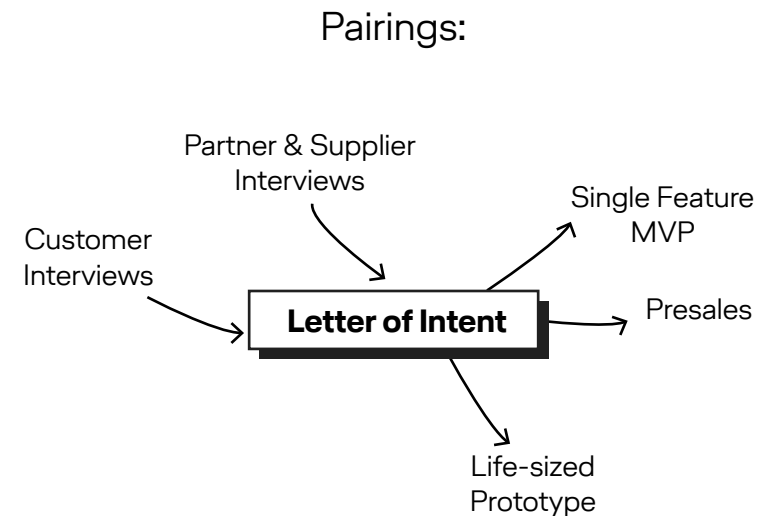 Pairings:
Partner & Supplier
Interviews
Single Feature
MVP
Customer
Interviews
Letter of Intent
Presales
Life-sized
Prototype